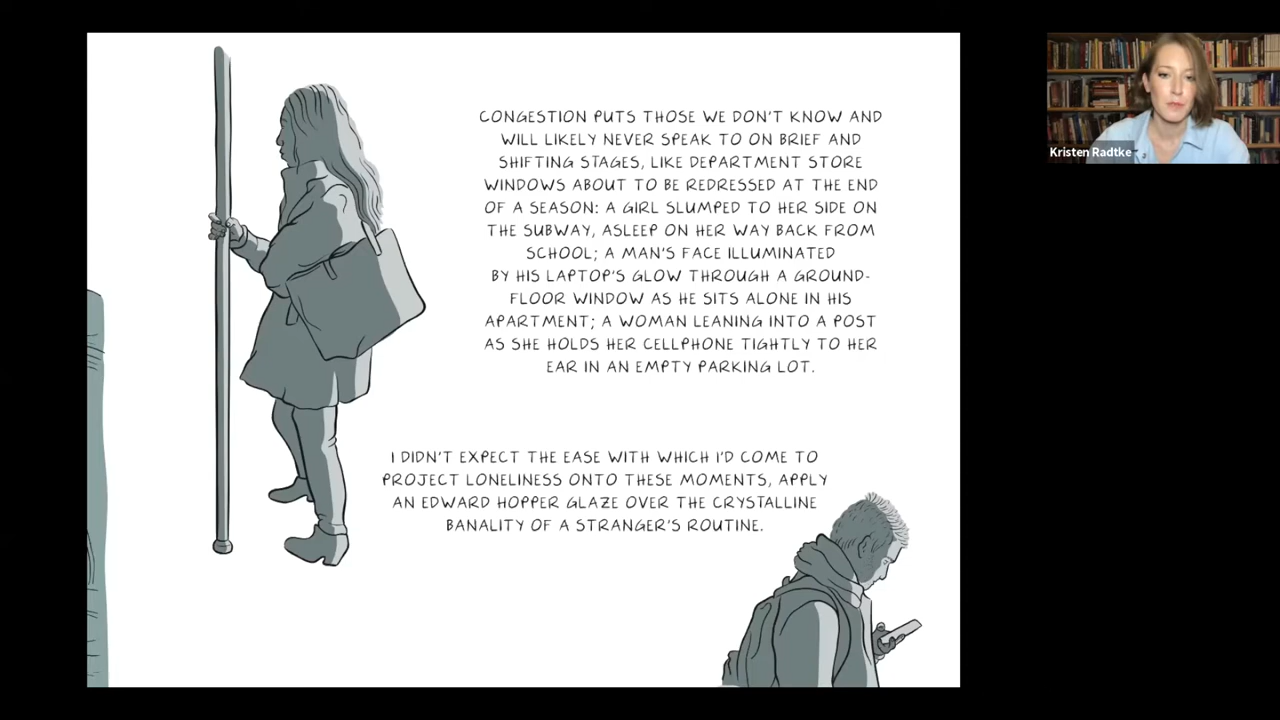 CONGESTION PUTS THOSE WE DON'T KNOW AND
WILL LIKELY NEVER SPEAK TO ON BRIEF AND
SHIFTING STAGES, LIKE DEPARTMENT STORE
WINDOWS ABOUT TO BE REDRESSED AT THE END
OF A SEASON: A GIRL SLUMPED TO HER SIDE ON
THE SUBWAY, ASLEEP ON HER WAY BACK FROM
SCHOOL; A MAN'S FACE ILLUMINATED
BY HIS LAPTOP'S GLOW THROUGH A GROUND-
FLOOR WINDOW AS HE SITS ALONE IN HIS
APARTMENT; A WOMAN LEANING INTO A POST
AS SHE HOLDS HER CELLPHONE TIGHTLY TO HER
EAR IN AN EMPTY PARKING LOT.
I DIDN'T EXPECT THE EASE WITH WHICH I'D COME TO
PROJECT LONELINESS ONTO THESE MOMENTS, APPLY
AN EDWARD HOPPER GLAZE OVER THE CRYSTALLINE
BANALITY OF A STRANGER'S ROUTINE.
Kristen Radtke